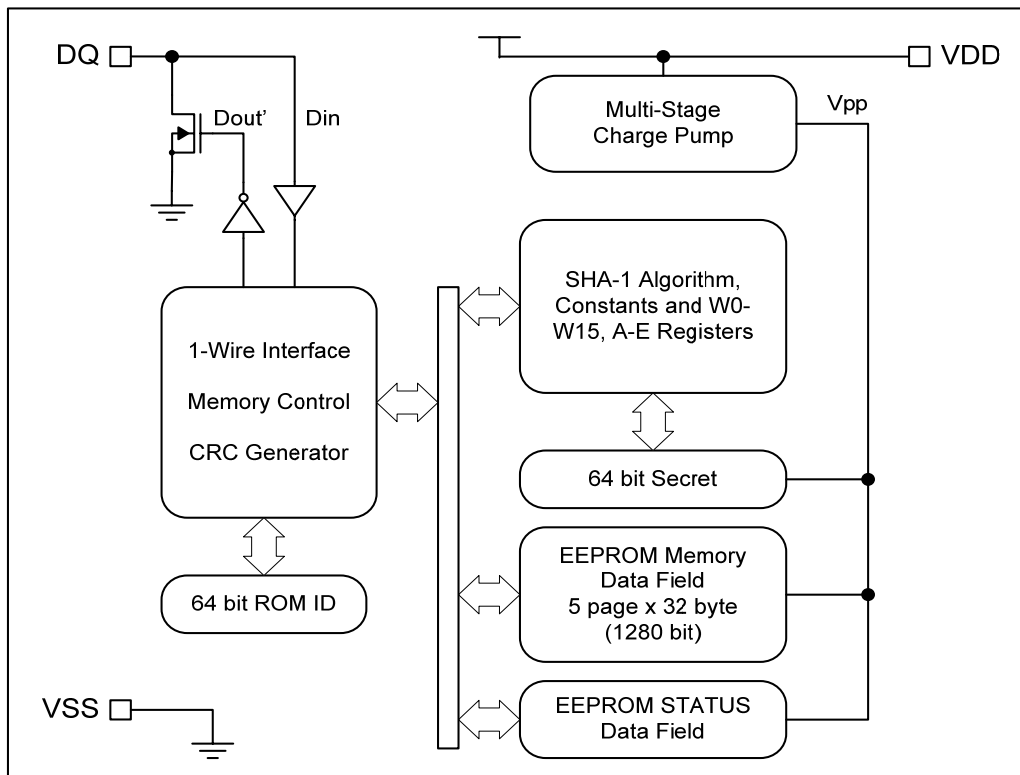 DQ
VDD
Dout’
Din
Multi-Stage
Charge Pump
Vpp
SHA-1 Algorithm,
Constants and W0-
W15, A-E Registers
1-Wire Interface
Memory Control
CRC Generator
64 bit Secret
EEPROM Memory
Data Field
5 page x 32 byte
(1280 bit)
64 bit ROM ID
VSS
EEPROM STATUS
Data Field